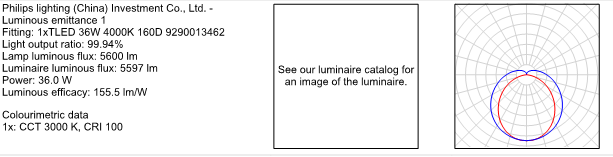 Philips lighting (China) Investment Co., Ltd. -
Luminous emittance 1
Fitting: 1xTLED 36W 4000K 160D 9290013462
Light output ratio: 99.94%
Lamp luminous flux: 5600 lm
Luminaire luminous flux: 5597 lm
Power: 36.0 W
Luminous efficacy: 155.5 lm/W
Colourimetric data
1x: CCT 3000 K, CRI 100
See our luminaire catalog for
an image of the luminaire.